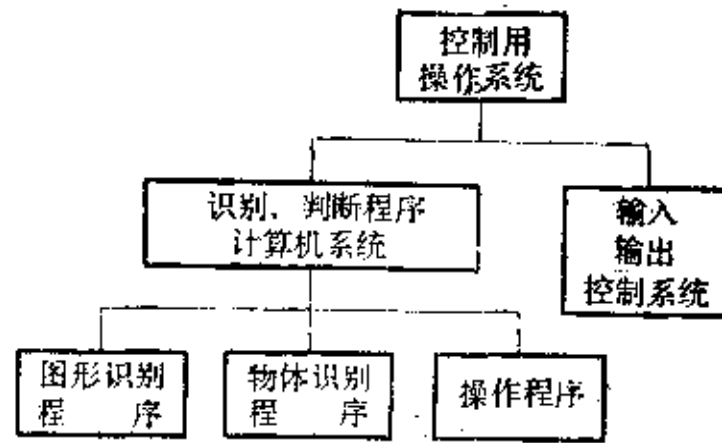 控制用
操作系统
识别、判断程序
计算机系统
输入
输出
控制系统
图形识别
程 序
物体识别
程 序
操作程序